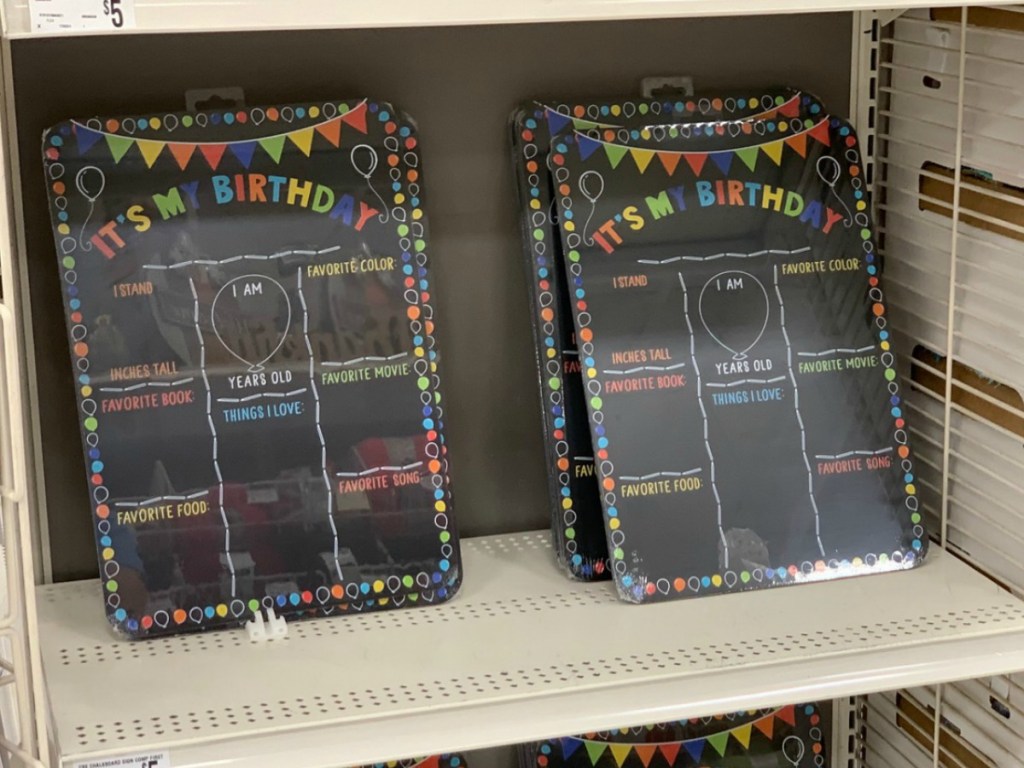 $5
IT'S MY BIRTHDAY
I STAND
I AM
FAVORITE COLOR:
INCHES TALL
YEARS OLD
FAVORITE MOVIE:
FAVORITE BOOK:
THINGS I LOVE:
FAVORITE SONG:
FAVORITE FOOD:
IT'S MY BIRTHDAY
I STAND
I AM
FAVORITE COLOR:
INCHES TALL
YEARS OLD
FAVORITE MOVIE:
FAVORITE BOOK:
THINGS I LOVE:
FAVORITE SONG:
FAVORITE FOOD: